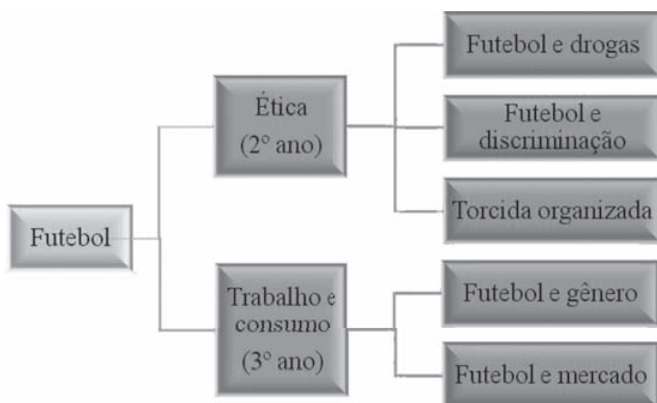 Futebol
Ética
(2º ano)
Futebol e drogas
Futebol e
discriminação
Torcida organizada
Trabalho e
consumo
(3º ano)
Futebol e gênero
Futebol e mercado